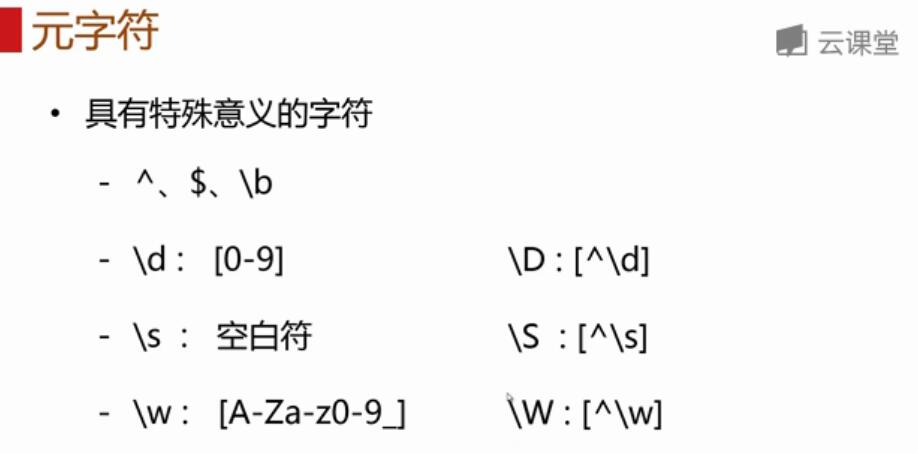 元字符
云课堂
• 具有特殊意义的字符
- ^、$、\b
- \d : [0-9] \D : [^\d]
- \s : 空白符 \S : [^\s]
- \w : [A-Za-z0-9_] \W : [^\w]